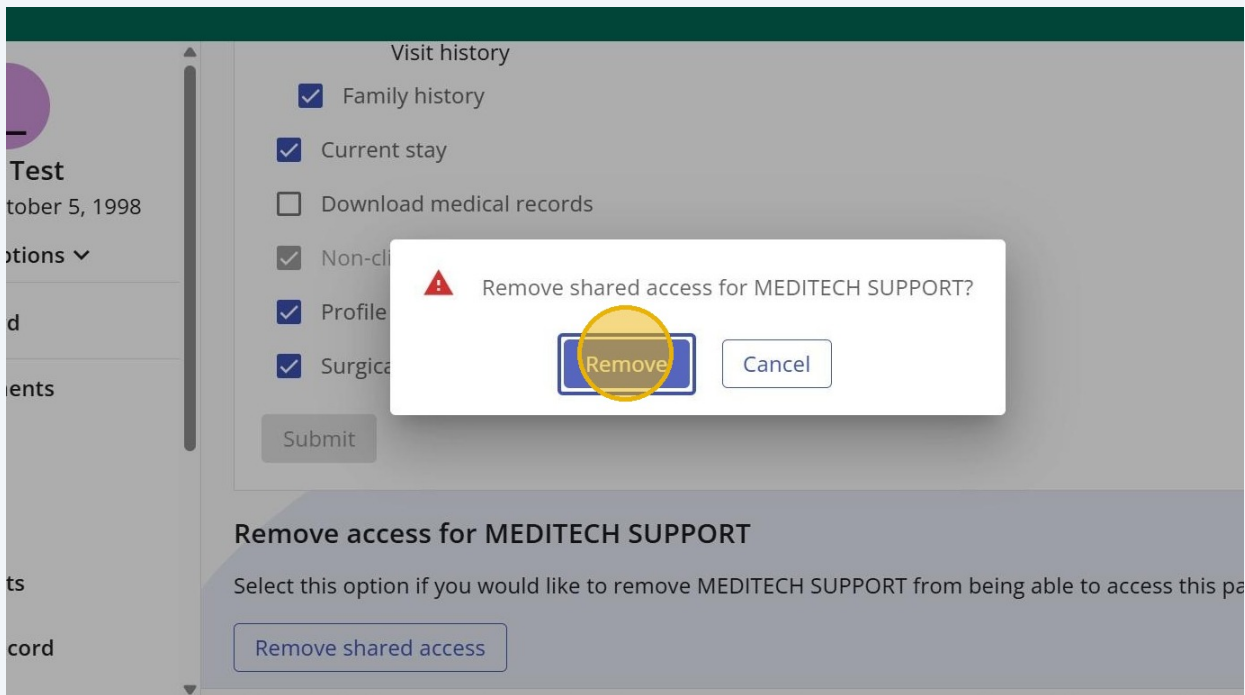 Test
tober 5, 1998
ptions
d
ents
ts
cord
Visit history
Family history
Current stay
Download medical records
Non-cli
Profile
Surgica
Submit
Remove shared access for MEDITECH SUPPORT?
Remove
Cancel
Remove access for MEDITECH SUPPORT
Select this option if you would like to remove MEDITECH SUPPORT from being able to access this pa
Remove shared access